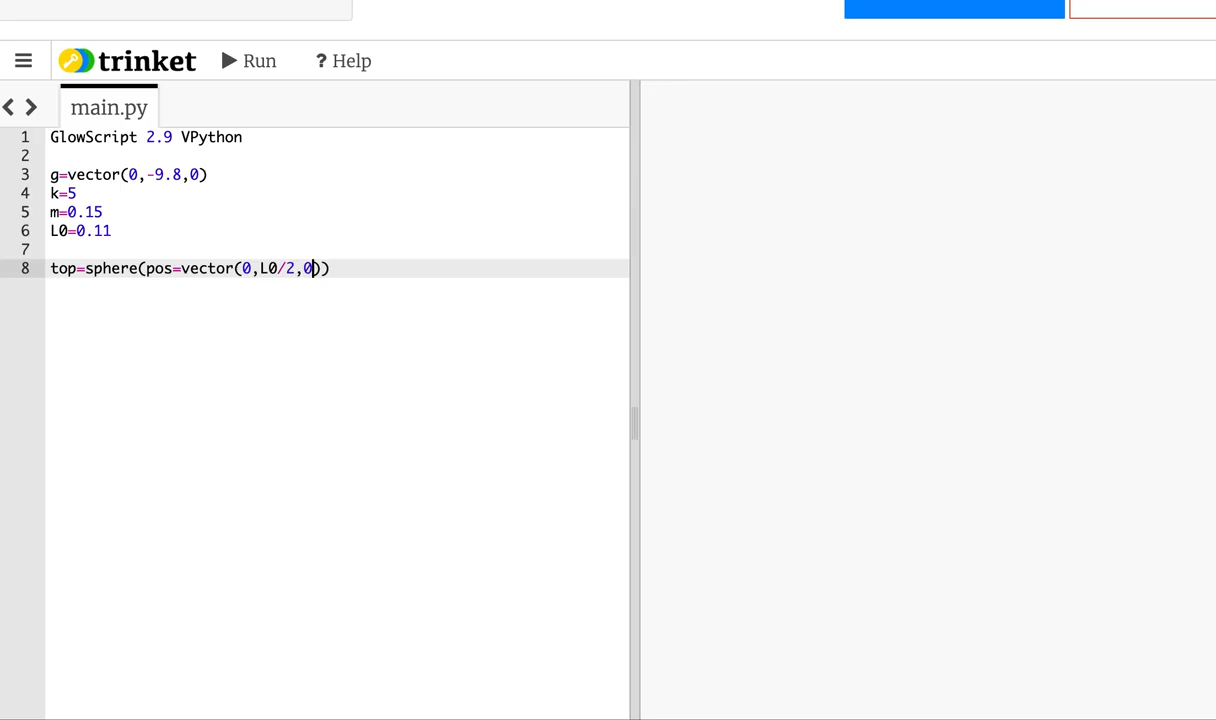 trinket
Run
? Help
main.py
1 GlowScript 2.9 VPython
2
3 g=vector(0,-9.8,0)
4 k=5
5 m=0.15
6 L0=0.11
7
8 top=sphere(pos=vector(0,L0/2,0))